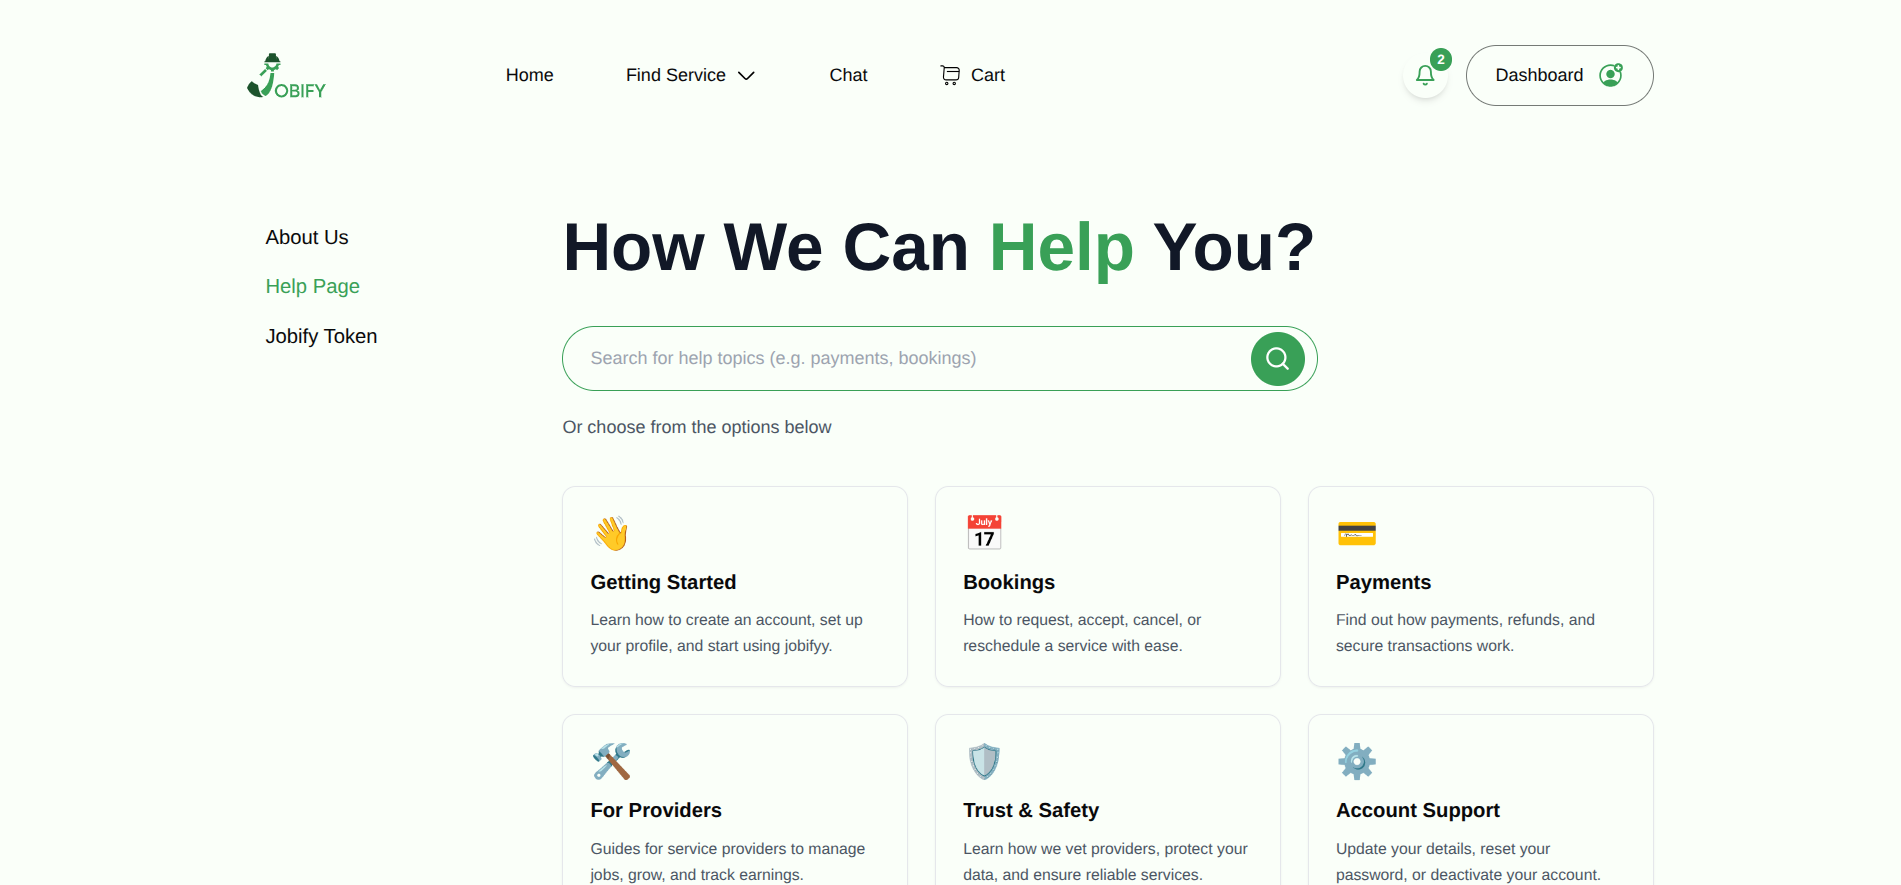 OBIFY
Home
Find Service
Chat
Cart
2
Dashboard
About Us
Help Page
Jobify Token
How We Can Help You?
Search for help topics (e.g. payments, bookings)
Or choose from the options below
Getting Started
Learn how to create an account, set up
your profile, and start using jobifyy.
July
17
Bookings
How to request, accept, cancel, or
reschedule a service with ease.
Payments
Find out how payments, refunds, and
secure transactions work.
For Providers
Guides for service providers to manage
jobs, grow, and track earnings.
Trust & Safety
Learn how we vet providers, protect your
data, and ensure reliable services.
Account Support
Update your details, reset your
password, or deactivate your account.